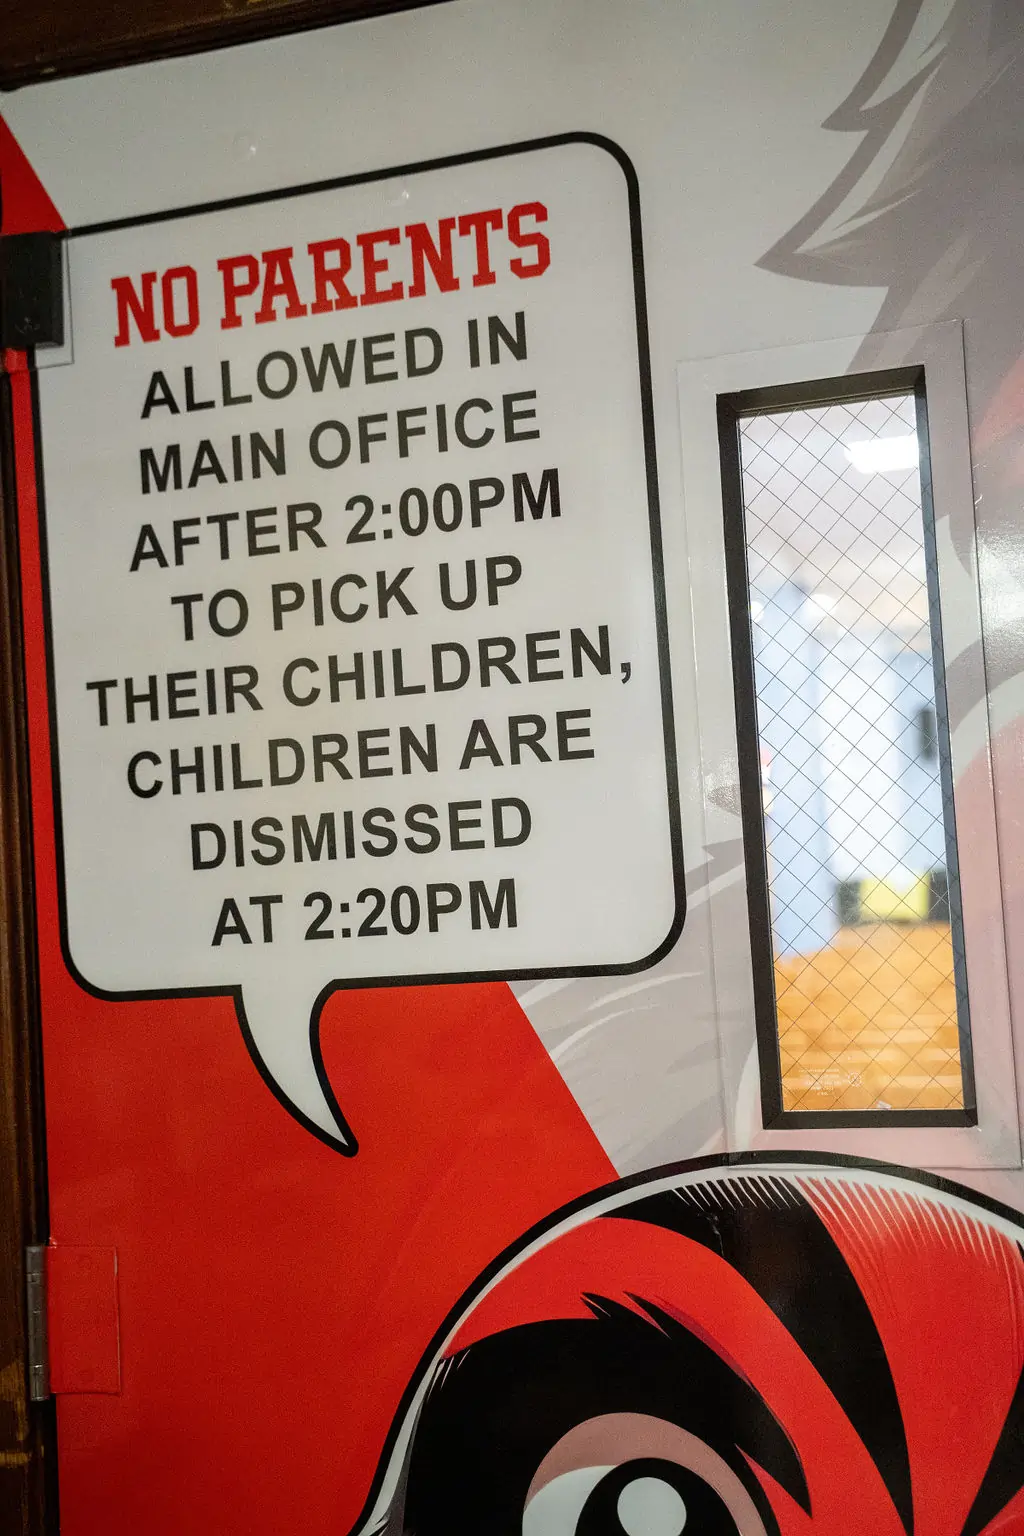 NO PARENTS
ALLOWED IN
MAIN OFFICE
AFTER 2:00PM
TO PICK UP
THEIR CHILDREN,
CHILDREN ARE
DISMISSED
AT 2:20PM